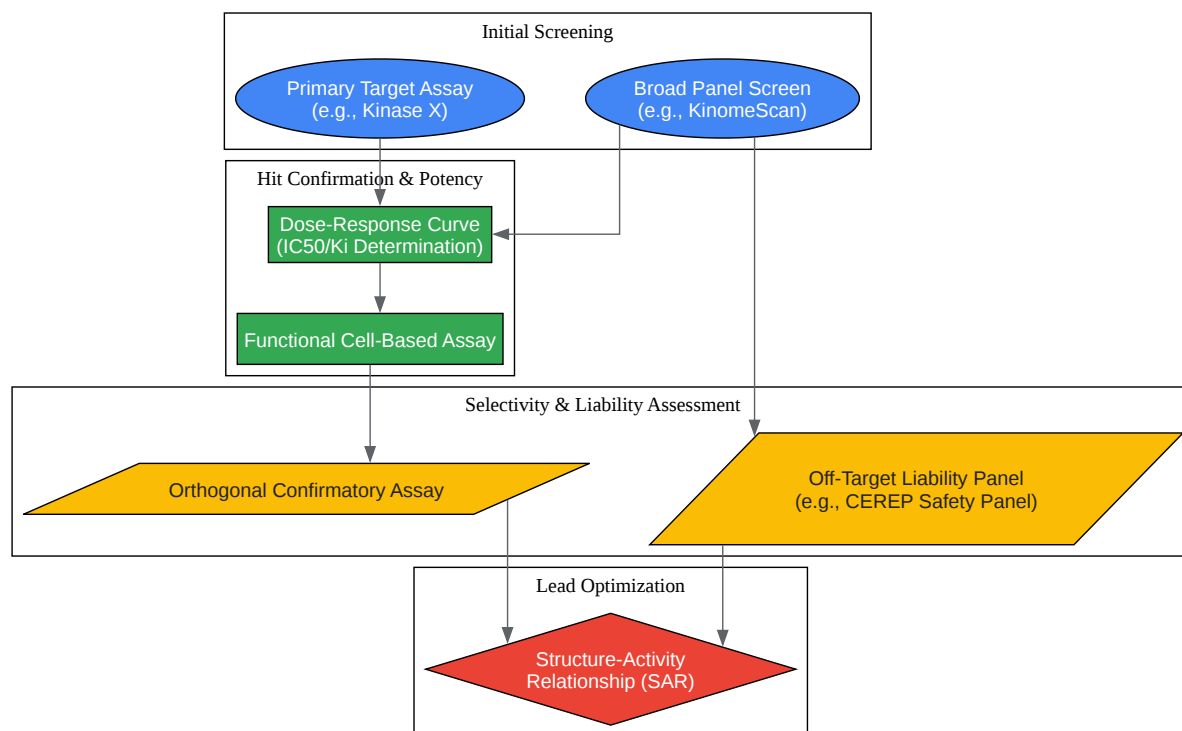 Initial Screening
Primary Target Assay
(e.g., Kinase X)
Broad Panel Screen
(e.g., KinomeScan)
Hit Confirmation & Potency
Dose-Response Curve
(IC50/Ki Determination)
Functional Cell-Based Assay
Selectivity & Liability Assessment
Orthogonal Confirmatory Assay
Off-Target Liability Panel
(e.g., CEREP Safety Panel)
Lead Optimization
Structure-Activity
Relationship (SAR)